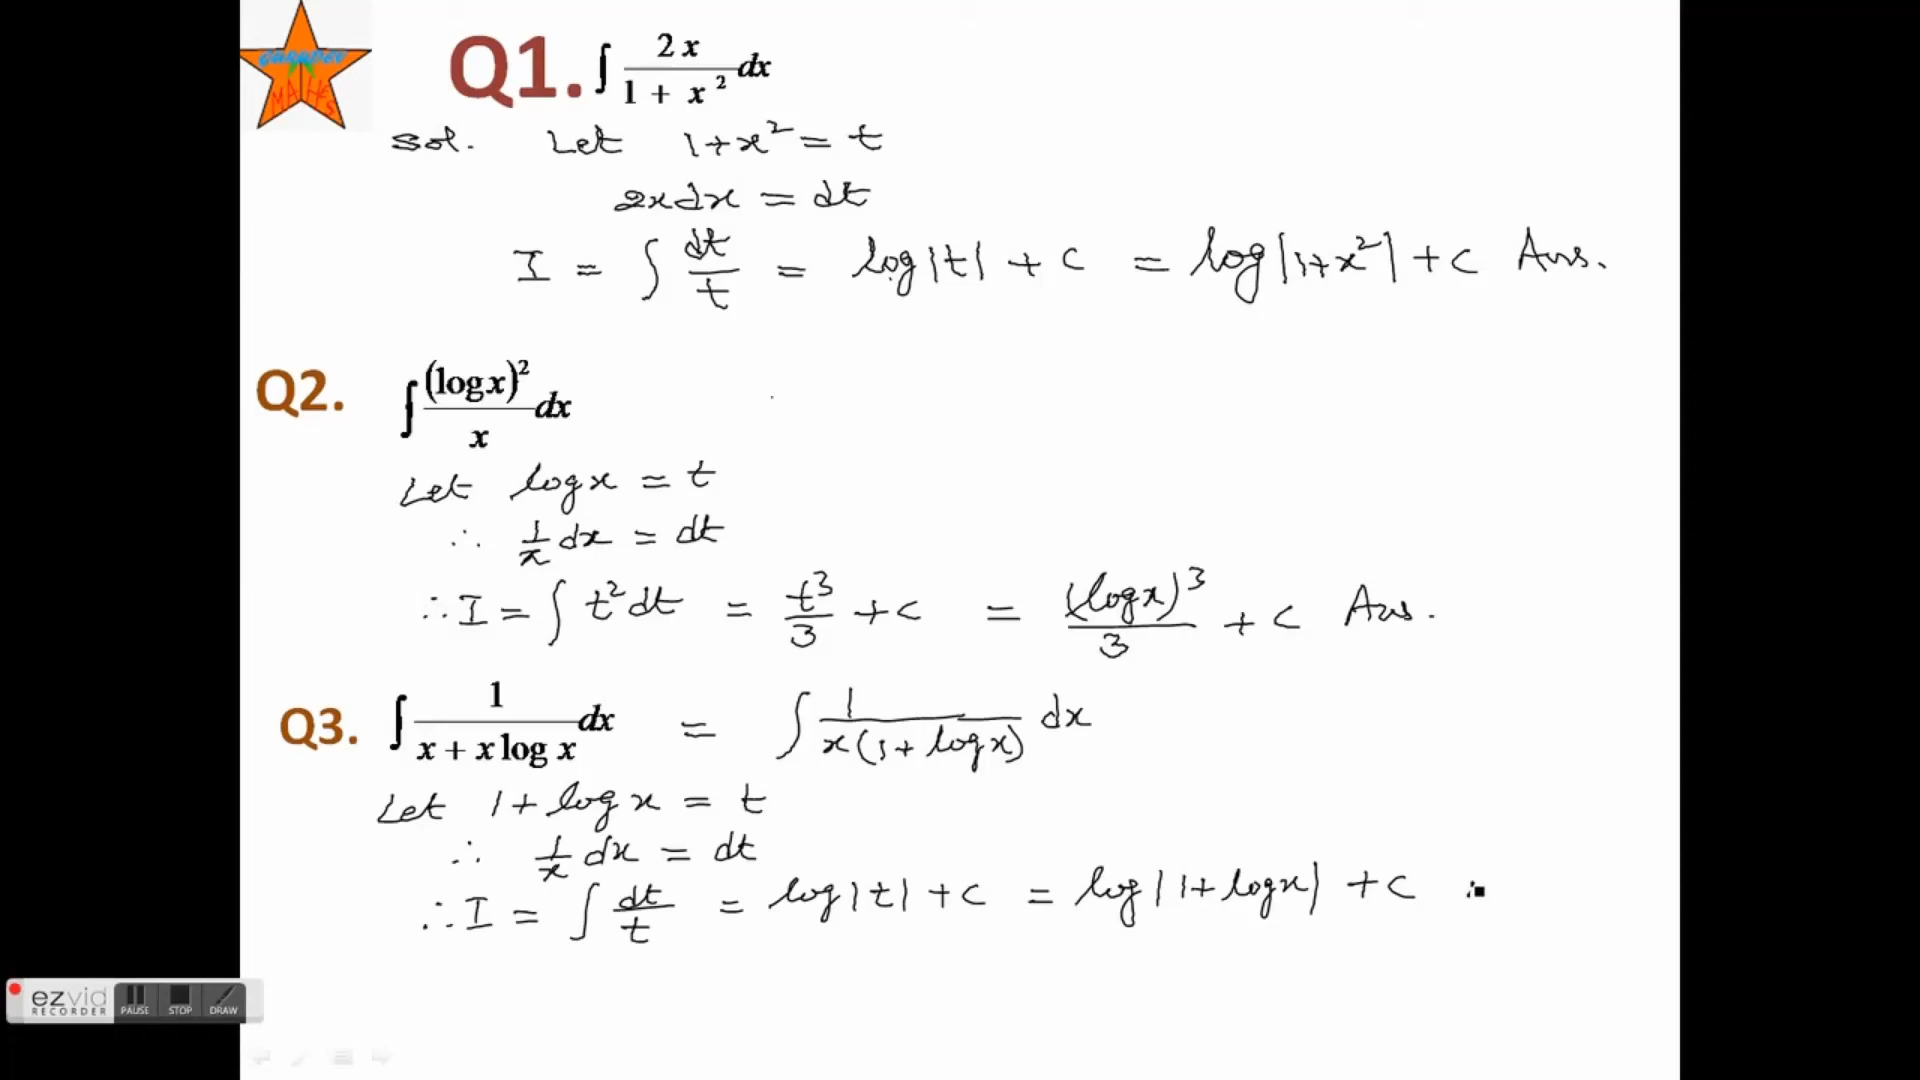 MATHS
Q1. ∫ 2x / (1 + x²) dx
Sol. Let 1+x² = t
2xdx = dt
I = ∫ dt/t = log|t| + c = log|1+x²| + c Ans.
Q2. ∫ (log x)² / x dx
Let log x = t
∴ 1/x dx = dt
∴ I = ∫ t² dt = t³/3 + c = (log x)³/3 + c Ans.
Q3. ∫ 1 / (x + x log x) dx = ∫ 1 / (x(1 + log x)) dx
Let 1 + log x = t
∴ 1/x dx = dt
∴ I = ∫ dt/t = log|t| + c = log|1 + log x| + c
ezvid
RECORDER
PAUSE STOP DRAW